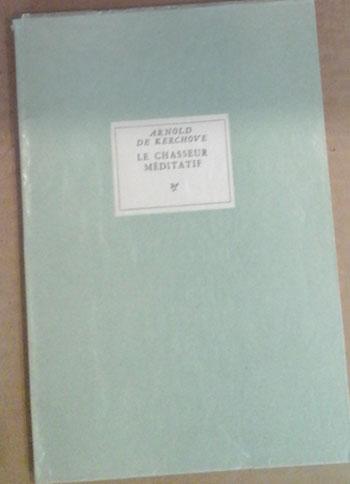 ARNOLD
DE KERCHOVE
LE CHASSEUR
MÉDITATIF